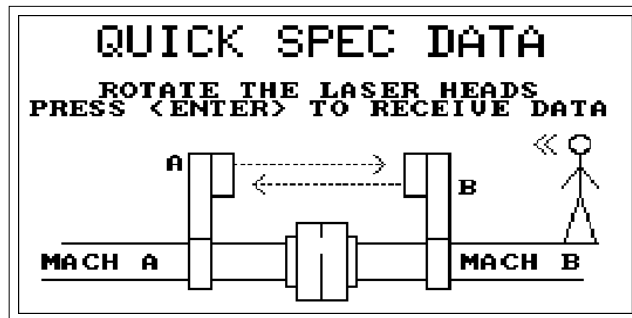 QUICK SPEC DATA
ROTATE THE LASER HEADS
PRESS <ENTER> TO RECEIVE DATA
A
B
MACH A
MACH B